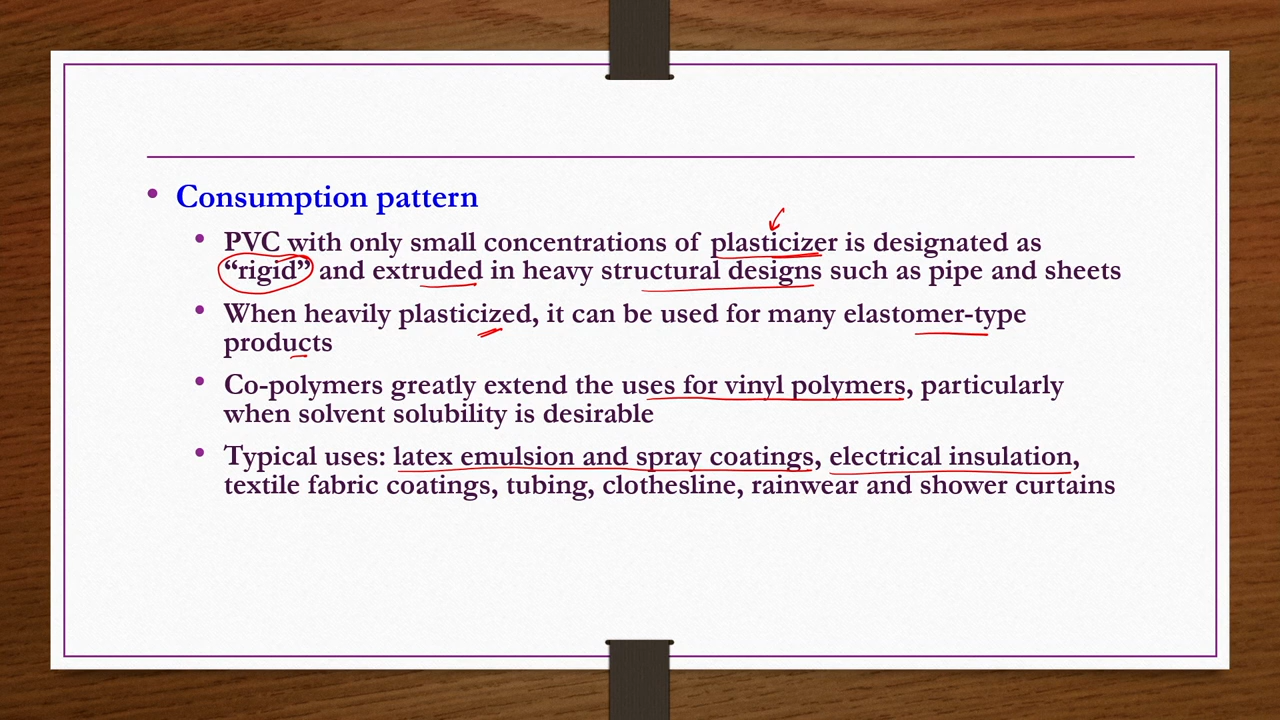 Consumption pattern
PVC with only small concentrations of plasticizer is designated as
“rigid” and extruded in heavy structural designs such as pipe and sheets
When heavily plasticized, it can be used for many elastomer-type
products
Co-polymers greatly extend the uses for vinyl polymers, particularly
when solvent solubility is desirable
Typical uses: latex emulsion and spray coatings, electrical insulation,
textile fabric coatings, tubing, clothesline, rainwear and shower curtains